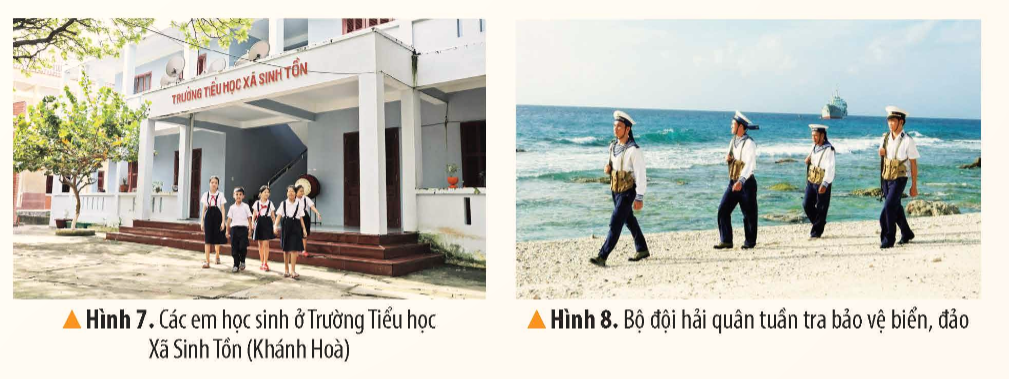 TRƯỜNG TIỂU HỌC XÃ SINH TỒN
▲ Hình 7. Các em học sinh ở Trường Tiểu học
Xã Sinh Tồn (Khánh Hoà)
▲ Hình 8. Bộ đội hải quân tuần tra bảo vệ biển, đảo